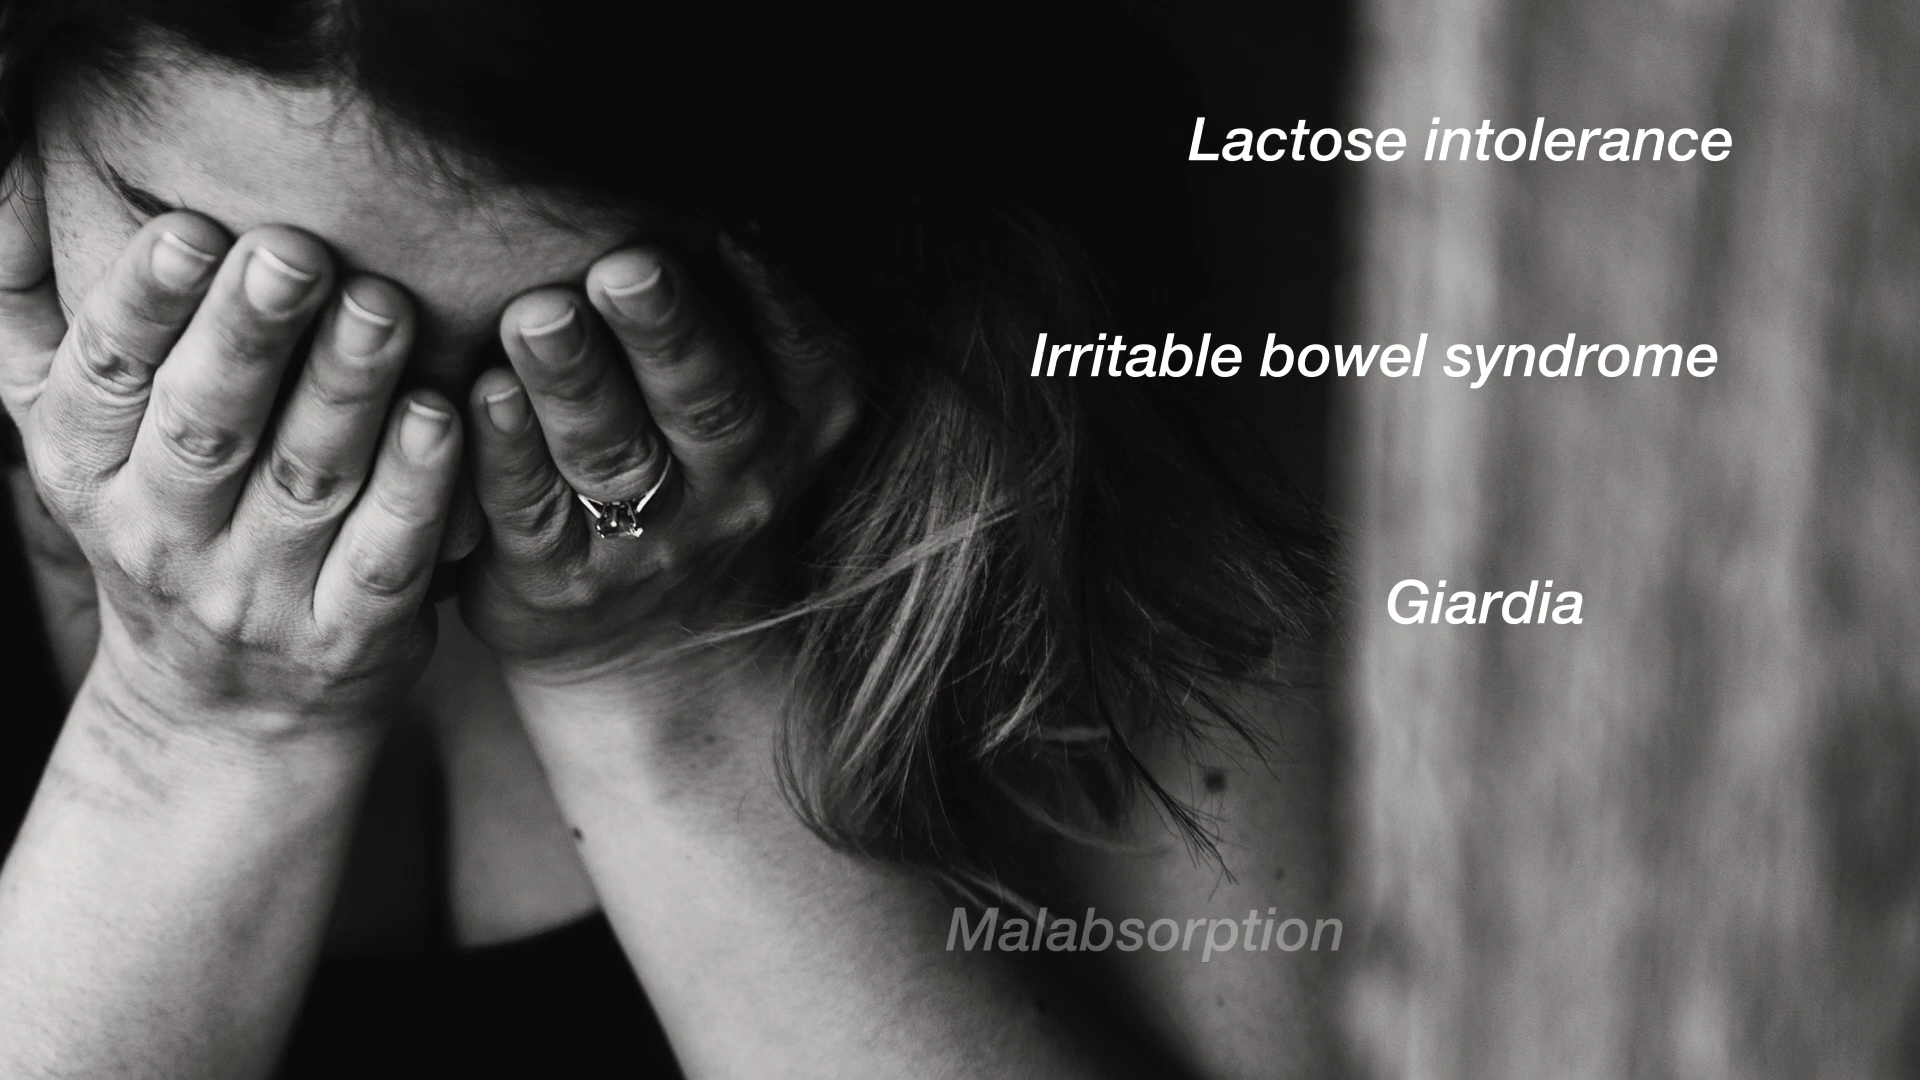 Lactose intolerance
Irritable bowel syndrome
Giardia
Malabsorption